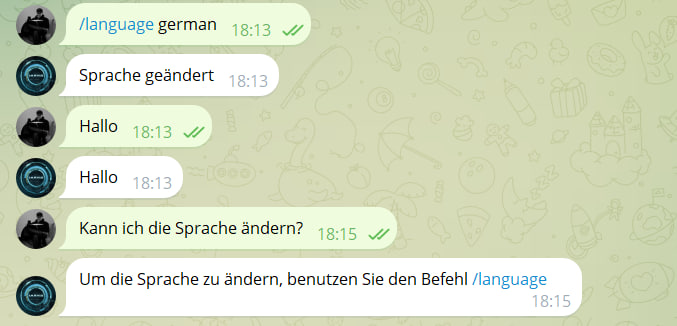 /language german 18:13
Sprache geändert 18:13
Hallo 18:13
Hallo 18:13
Kann ich die Sprache ändern? 18:15
Um die Sprache zu ändern, benutzen Sie den Befehl /language
18:15